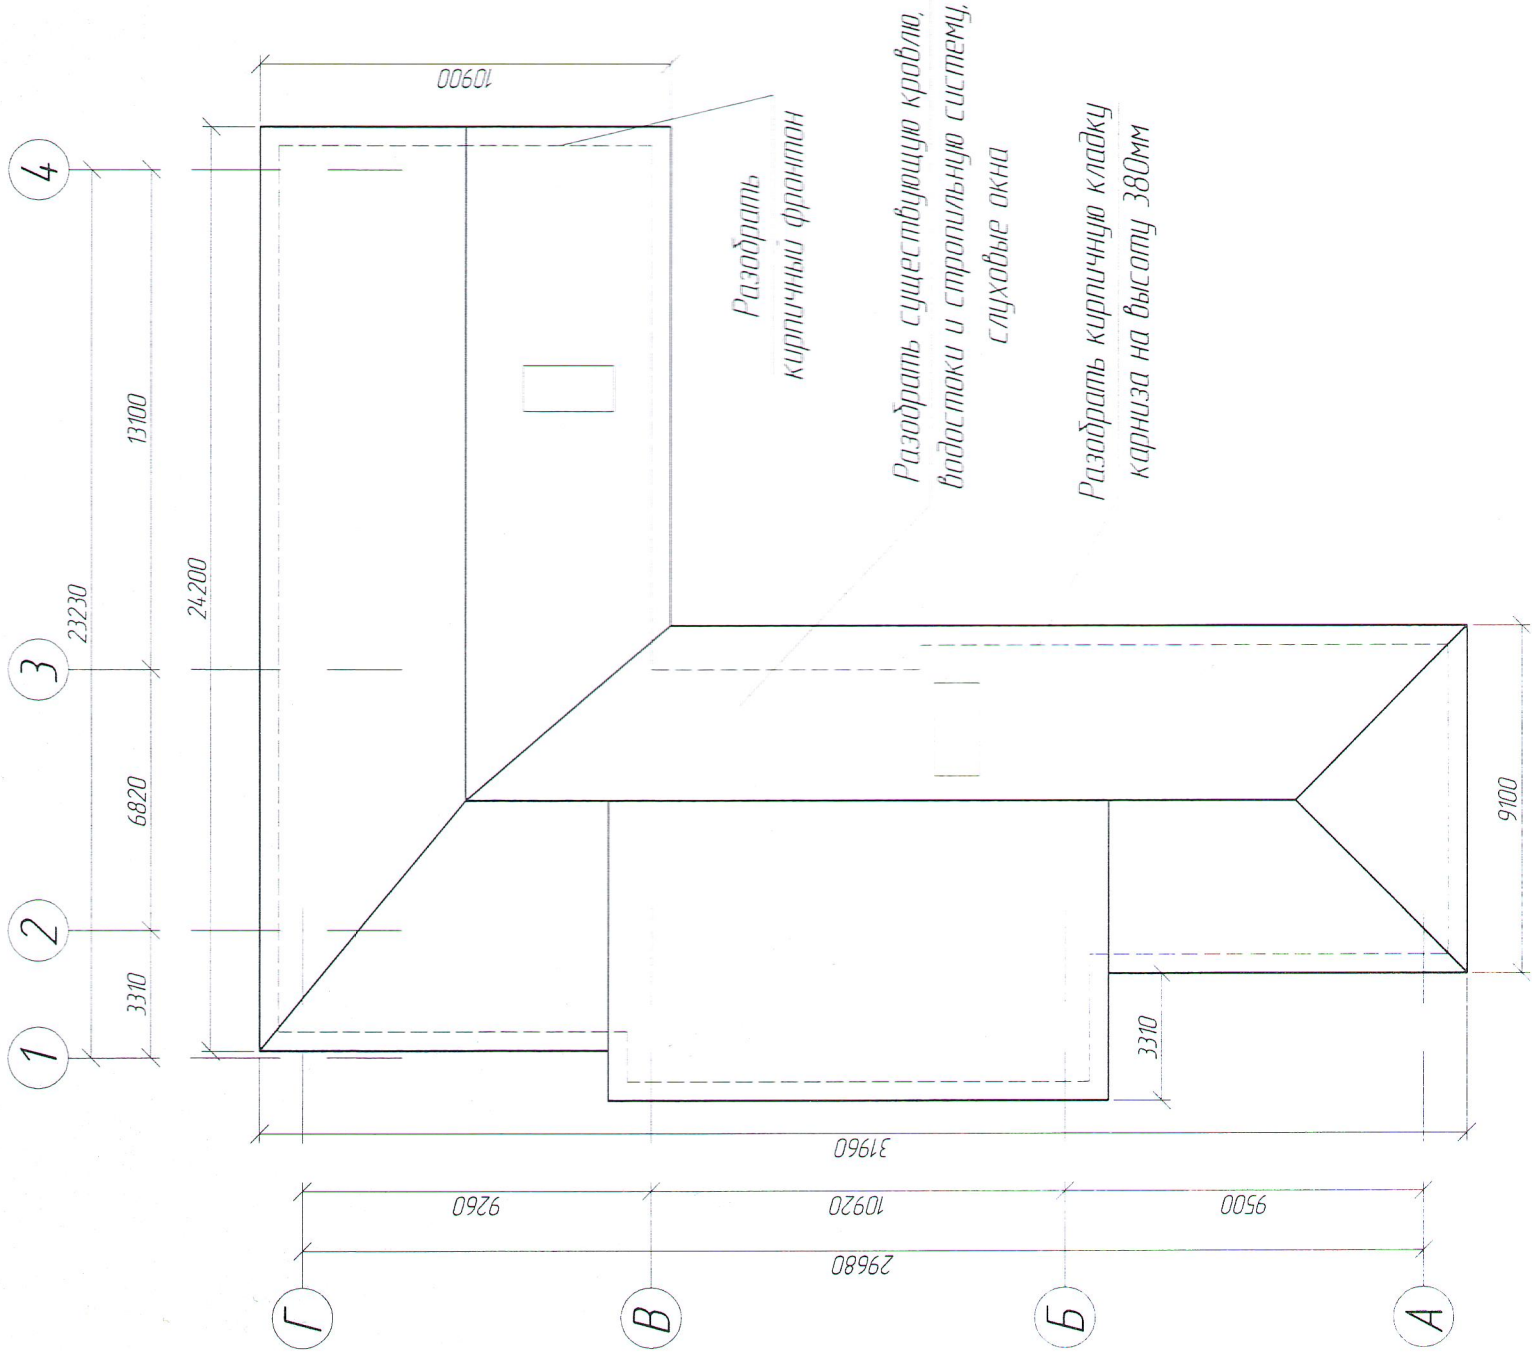 4
3
2
1
23230
13100
6820
3310
24200
10900
Разобрать
кирпичный фронтон
Разобрать существующую кровлю,
водостоки и стропильную систему,
слуховые окна
Разобрать кирпичную кладку
карниза на высоту 380мм
9100
3310
31960
9260
10920
9500
29680
Г
В
Б
А